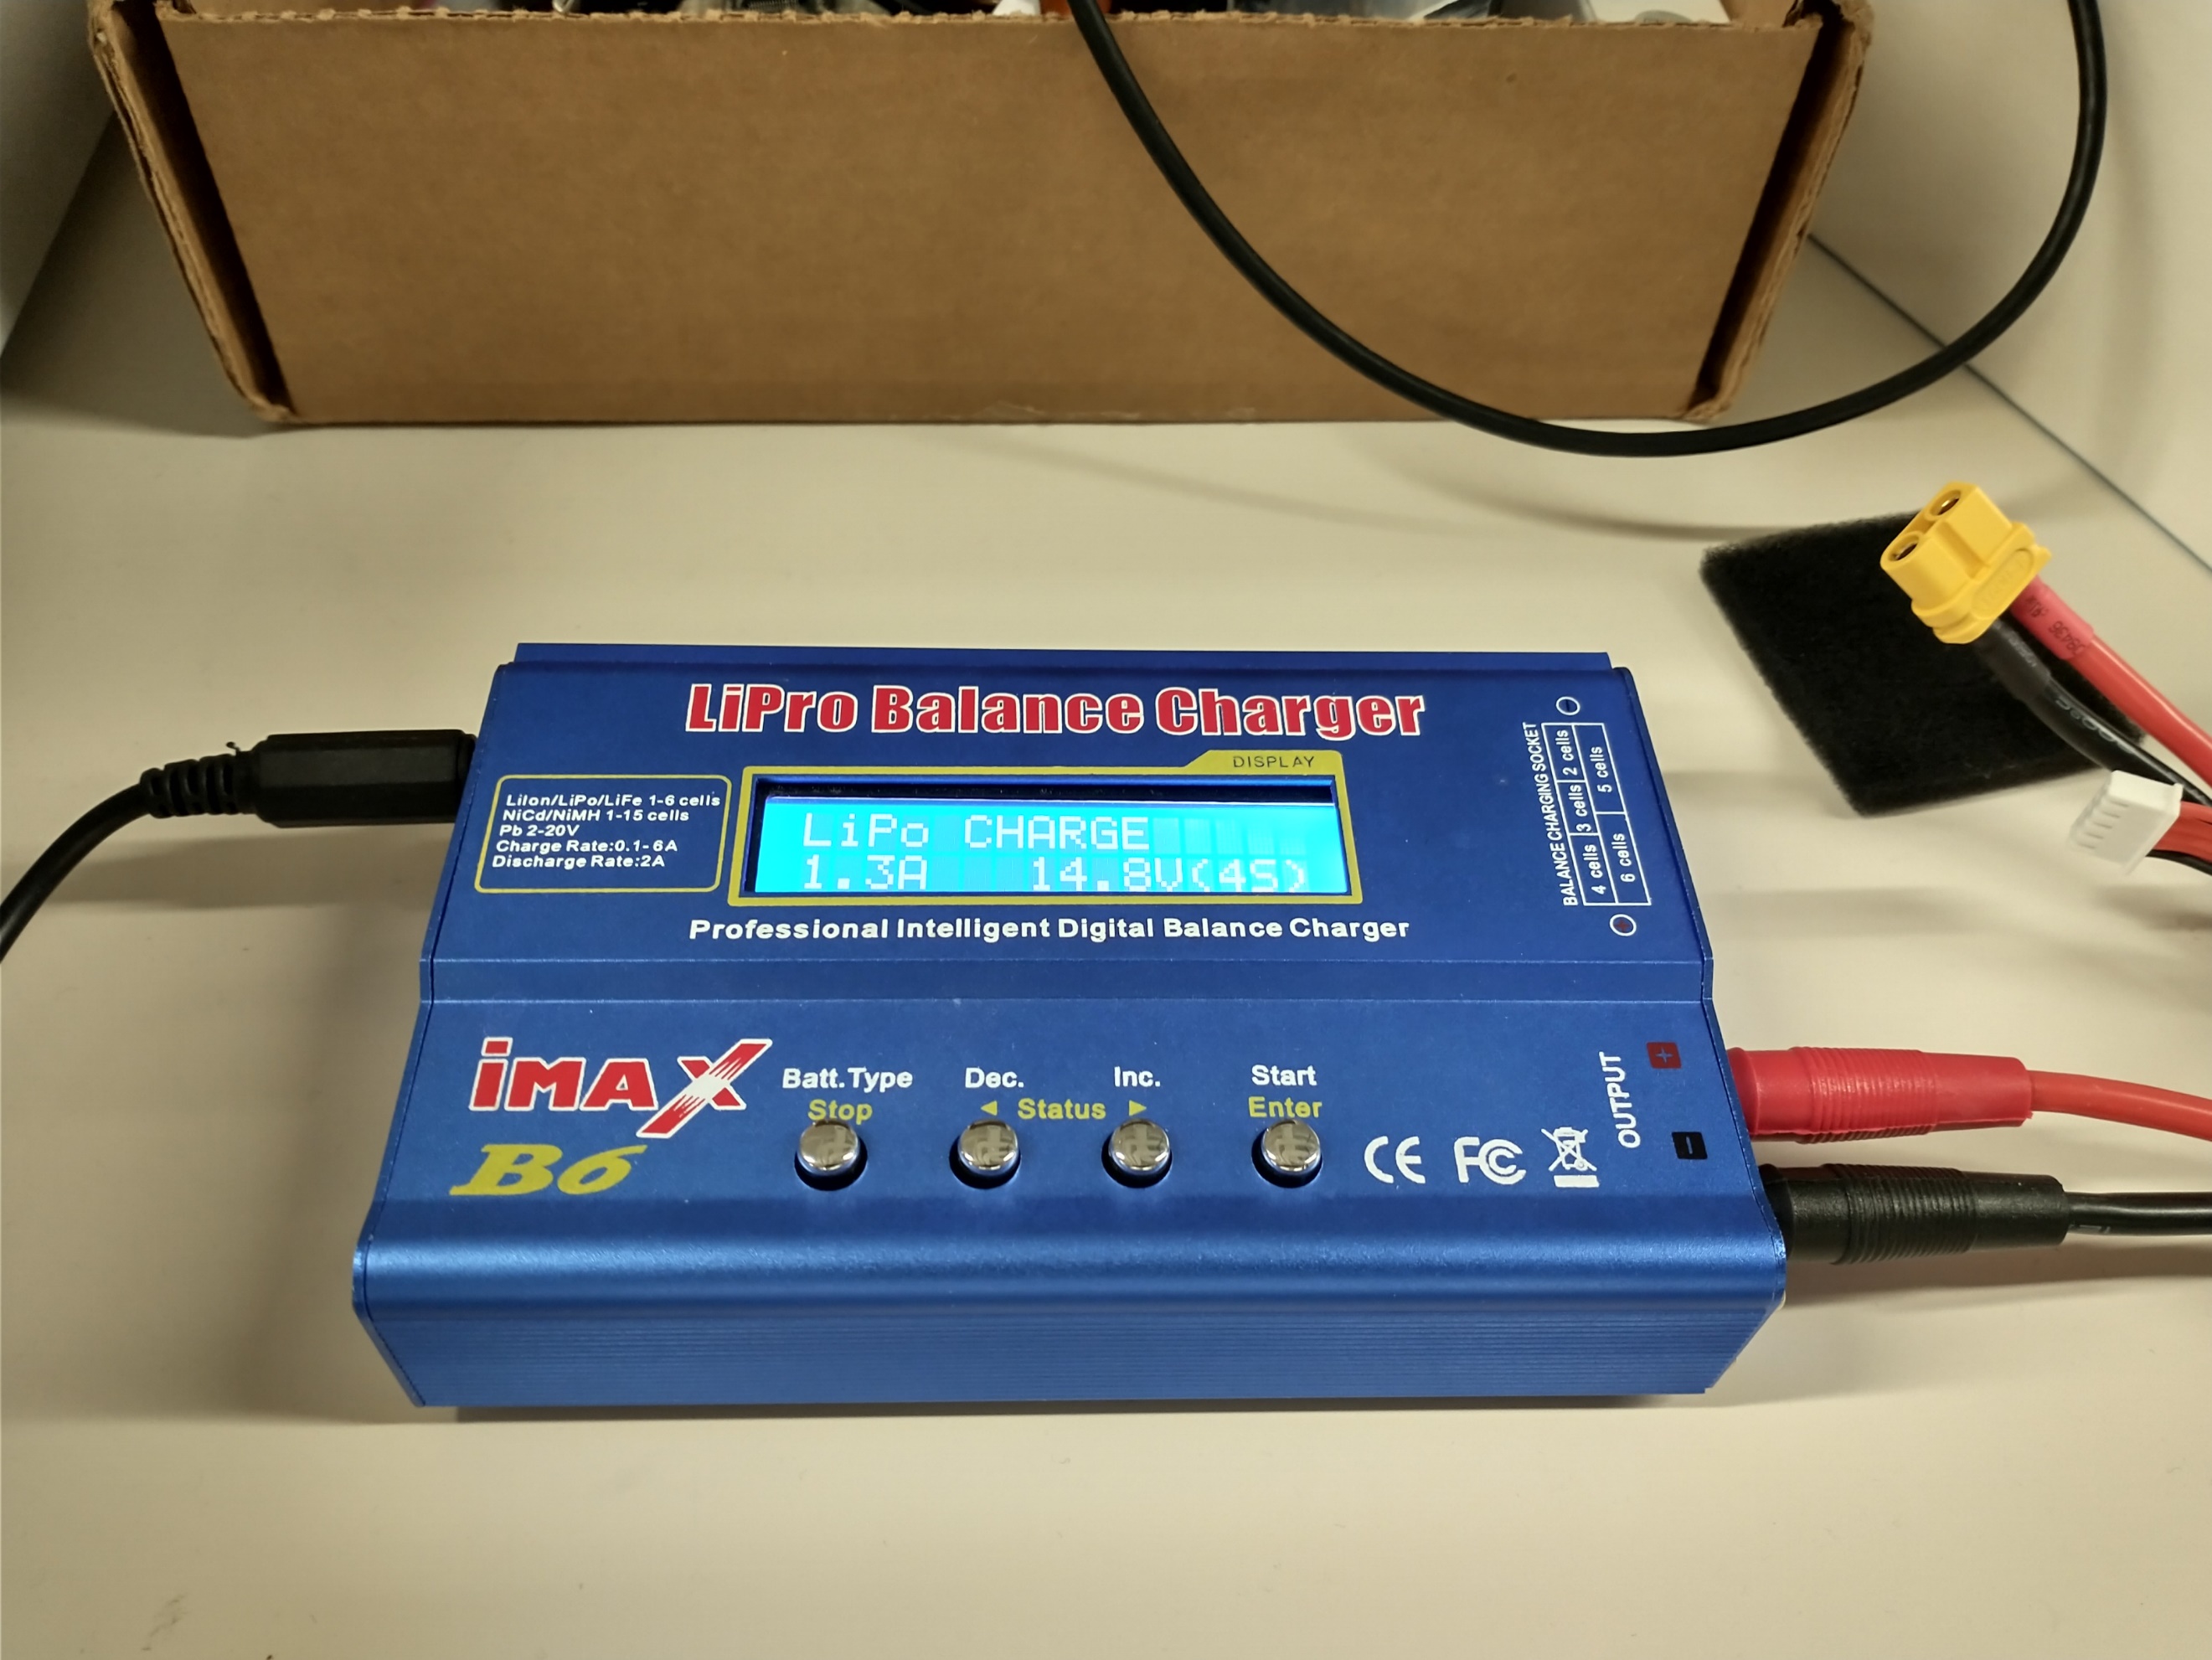 LiPro Balance Charger
DISPLAY
LiIon/LiPo/LiFe 1-6 cells
NiCd/NiMH 1-15 cells
Pb 2-20V
Charge Rate:0.1-6A
Discharge Rate:2A
LiPo CHARGE
1.3A 14.8V(4S)
Professional Intelligent Digital Balance Charger
BALANCE CHARGING SOCKET
4 cells 3 cells 2 cells
6 cells 5 cells
iMAX
B6
Batt.Type Dec. Inc. Start
Stop ◄ Status ► Enter
CE FC
OUTPUT
+
-